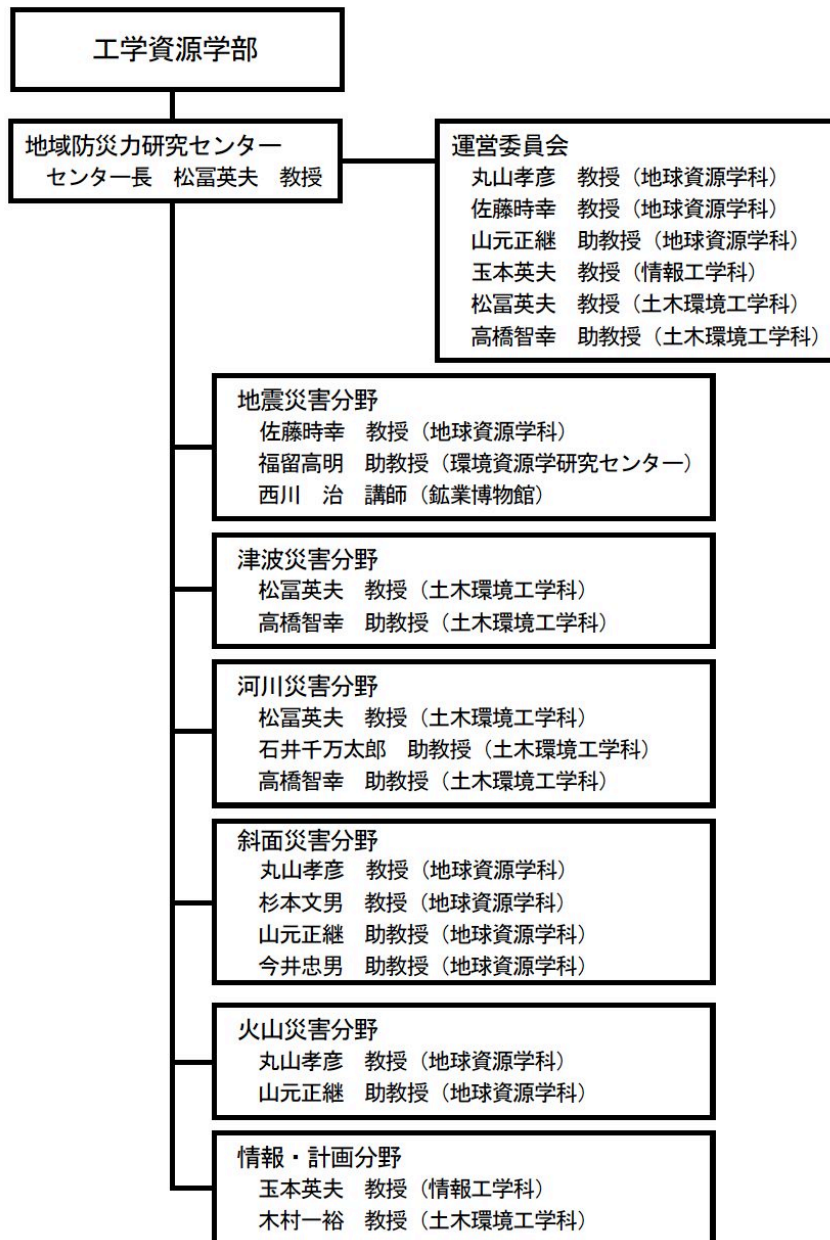 工学資源学部
地域防災力研究センター
センター長　松冨英夫　教授
運営委員会
丸山孝彦　教授（地球資源学科）
佐藤時幸　教授（地球資源学科）
山元正継　助教授（地球資源学科）
玉本英夫　教授（情報工学科）
松冨英夫　教授（土木環境工学科）
高橋智幸　助教授（土木環境工学科）
地震災害分野
佐藤時幸　教授（地球資源学科）
福留高明　助教授（環境資源学研究センター）
西川　治　講師（鉱業博物館）
津波災害分野
松冨英夫　教授（土木環境工学科）
高橋智幸　助教授（土木環境工学科）
河川災害分野
松冨英夫　教授（土木環境工学科）
石井千万太郎　助教授（土木環境工学科）
高橋智幸　助教授（土木環境工学科）
斜面災害分野
丸山孝彦　教授（地球資源学科）
杉本文男　教授（地球資源学科）
山元正継　助教授（地球資源学科）
今井忠男　助教授（地球資源学科）
火山災害分野
丸山孝彦　教授（地球資源学科）
山元正継　助教授（地球資源学科）
情報・計画分野
玉本英夫　教授（情報工学科）
木村一裕　教授（土木環境工学科）